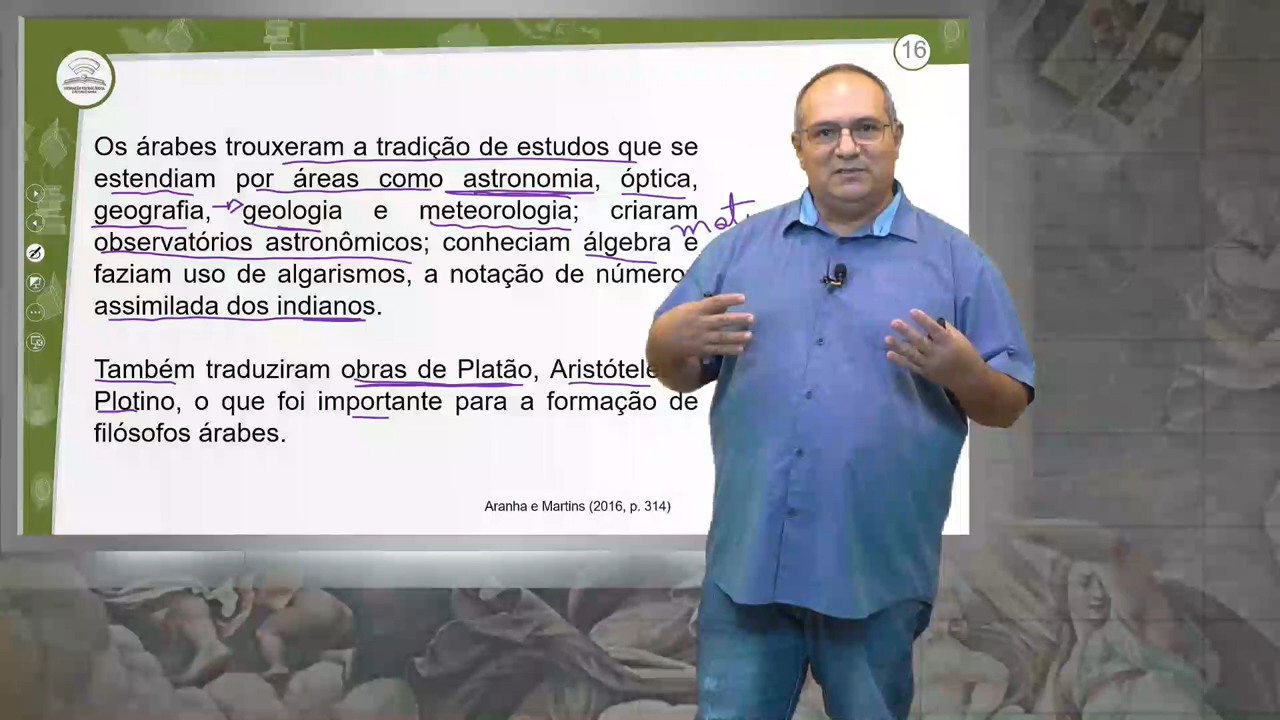 16
Os árabes trouxeram a tradição de estudos que se
estendiam por áreas como astronomia, óptica,
geografia, geologia e meteorologia; criaram
mat.
observatórios astronômicos; conheciam álgebra e
faziam uso de algarismos, a notação de número
assimilada dos indianos.
Também traduziram obras de Platão, Aristótele
Plotino, o que foi importante para a formação de
filósofos árabes.
Aranha e Martins (2016, p. 314)